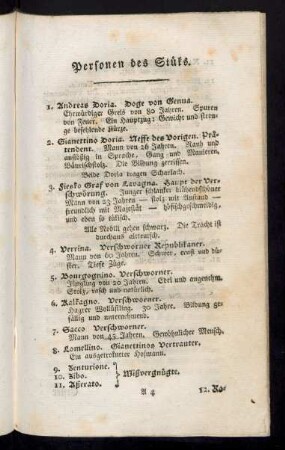 Personen des Stüks.
1. Andreas Doria. Doge von Genua.
Ehrwürdiger Greis von 80 Jahren. Spuren
von Feuer. Ein Hauptzug: Gewicht und stren-
ge befehlende Kürze.
2. Gianettino Doria. Neffe des Vorigen. Prä-
tendent. Mann von 26 Jahren. Rauh und
anstößig in Sprache, Gang und Manieren,
Bäurischstolz. Die Bildung zerrissen.
Beide Doria tragen Scharlach.
3. Fiesko Graf von Lavagna. Haupt der Ver-
schwörung. Junger schlanker blühendschöner
Mann von 23 Jahren — stolz mit Anstand —
freundlich mit Majestät — höfischgeschmeidig,
und eben so tükisch.
Alle Nobili gehen schwarz. Die Tracht ist
durchaus altteutsch.
4. Verrina. Verschworner Republikaner.
Mann von 60 Jahren. Schwer, ernst und dü-
ster. Tiefe Züge.
5. Bourgognino. Verschworner.
Jüngling von 20 Jahren. Edel und angenehm.
Stolz, rasch und natürlich.
6. Kalkagno. Verschworner.
Hagrer Wollüstling. 30 Jahre. Bildung ge-
fällig und unternehmend.
7. Sacco. Verschworner.
Mann von 45 Jahren. Gewöhnlicher Mensch.
8. Lomellino. Gianettinos Vertrauter.
Ein ausgetrokneter Hofmann.
9. Zenturione.
10. Zibo. Mißvergnügte.
11. Asserato.
A 4 12. Ro-